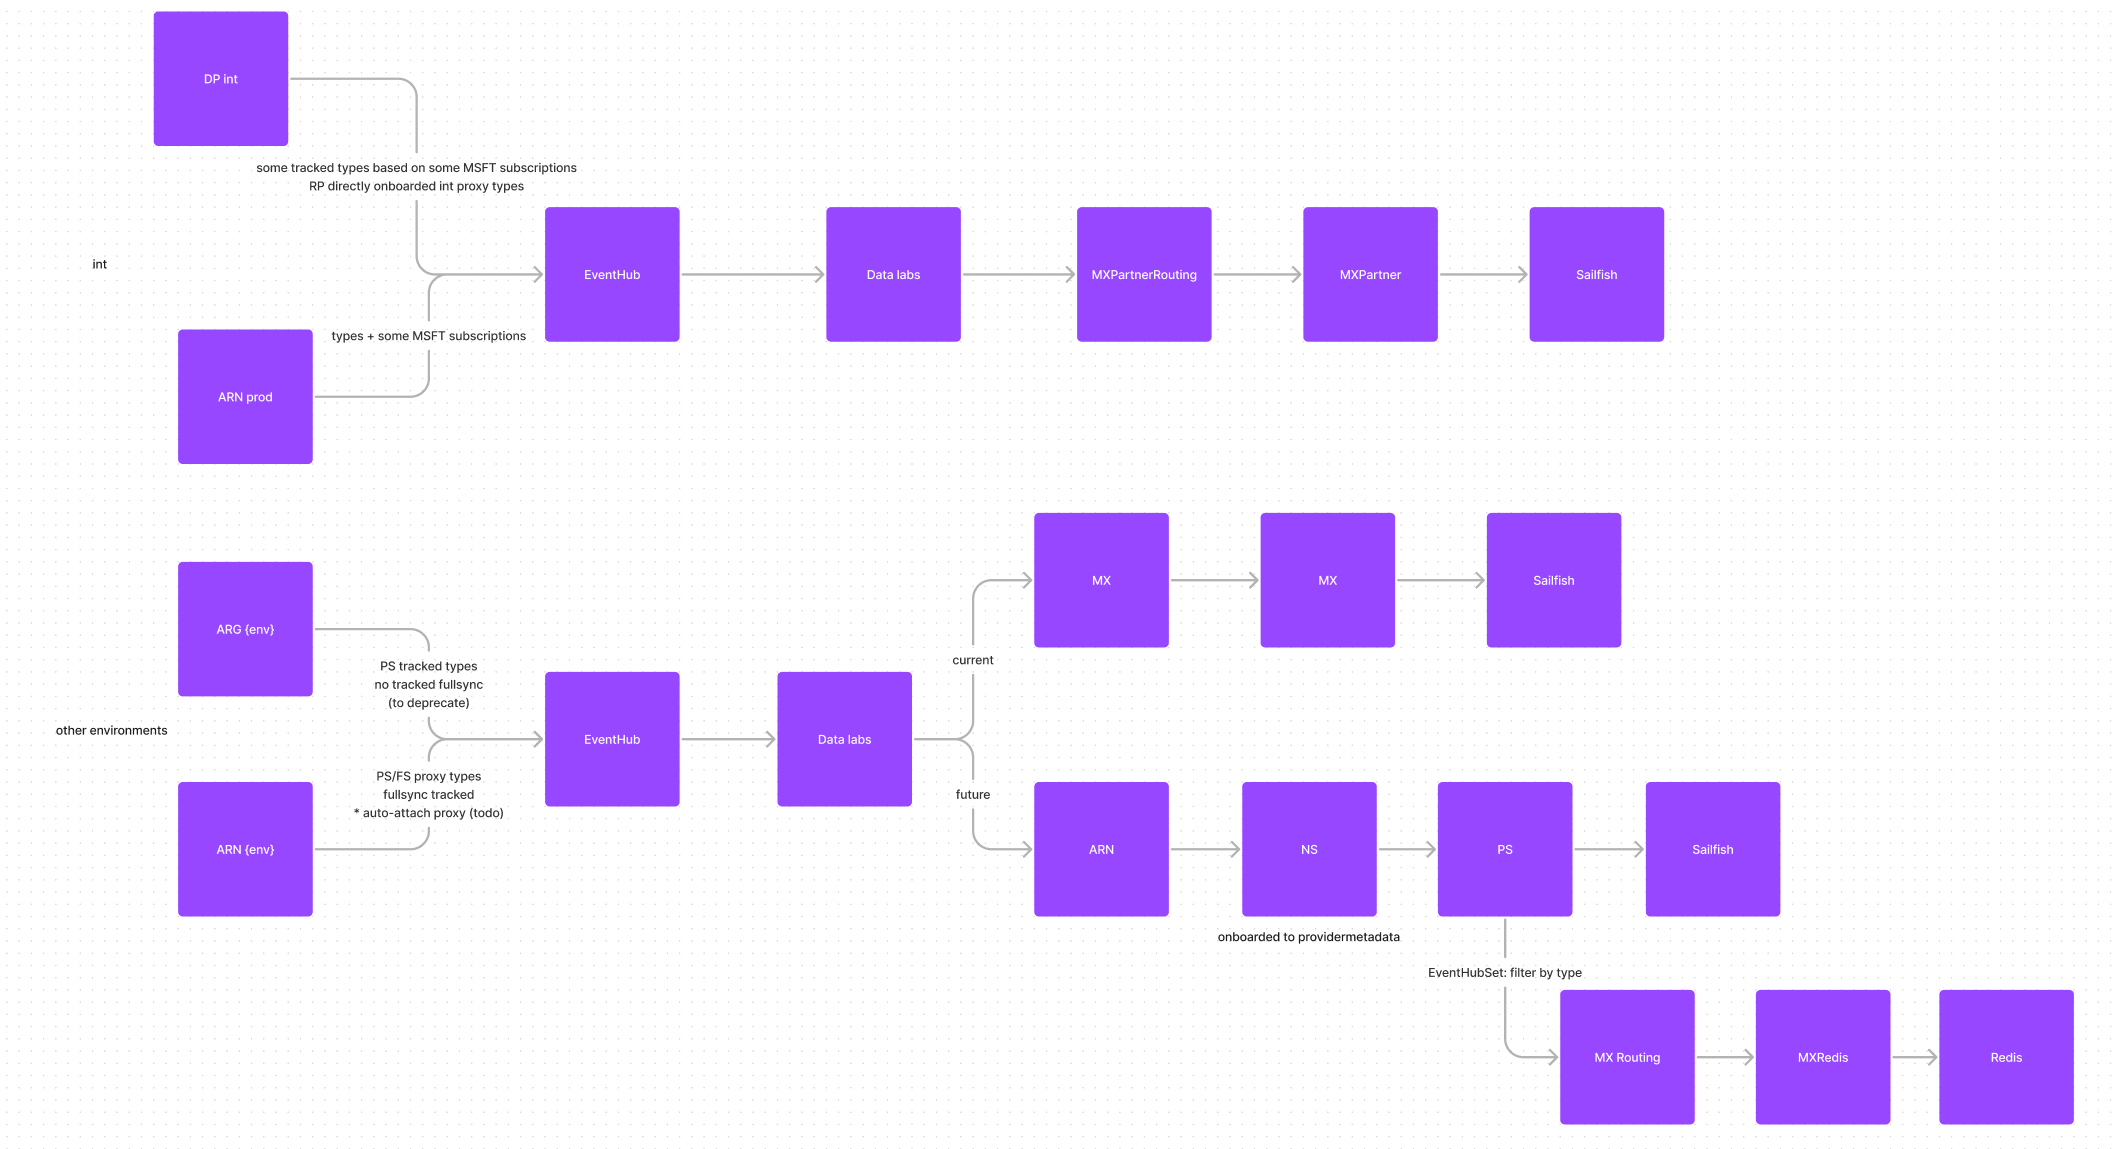 DP int
some tracked types based on some MSFT subscriptions
RP directly onboarded int proxy types
int
EventHub
Data labs
MXPartnerRouting
MXPartner
Sailfish
types + some MSFT subscriptions
ARN prod
ARG {env}
PS tracked types
no tracked fullsync
(to deprecate)
other environments
EventHub
Data labs
PS/FS proxy types
fullsync tracked
* auto-attach proxy (todo)
ARN {env}
current
MX
MX
Sailfish
future
ARN
NS
PS
Sailfish
onboarded to providermetadata
EventHubSet: filter by type
MX Routing
MXRedis
Redis